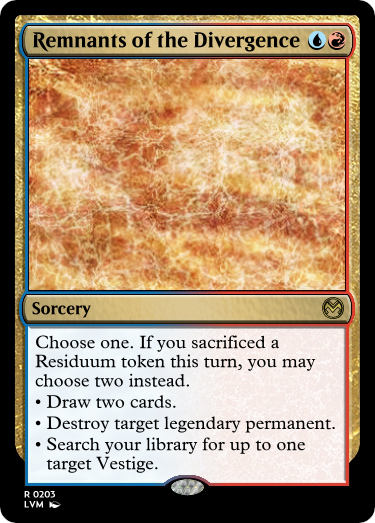 Remnants of the Divergence
Sorcery
Choose one. If you sacrificed a
Residuum token this turn, you may
choose two instead.
• Draw two cards.
• Destroy target legendary permanent.
• Search your library for up to one
target Vestige.
R 0203
LVM